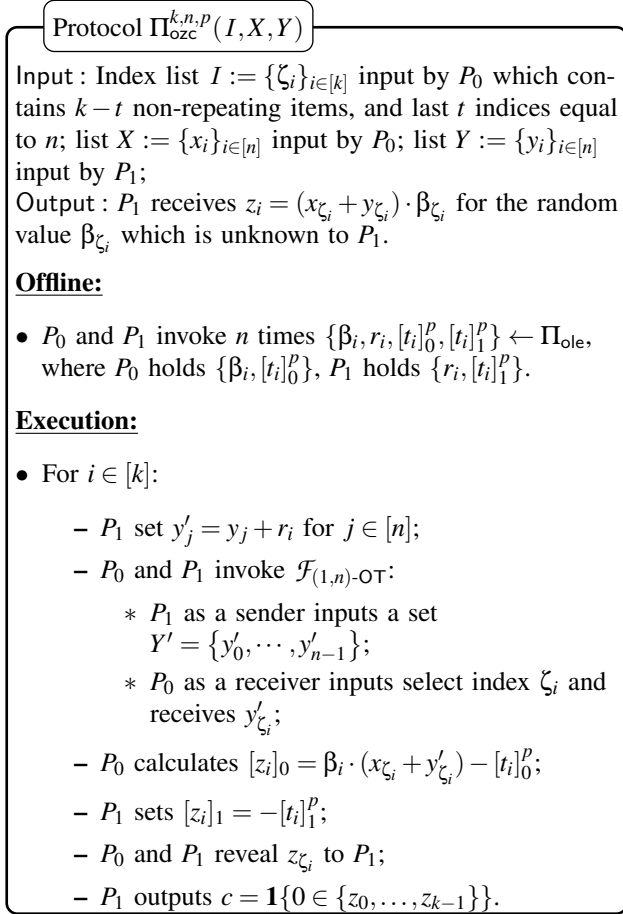 Protocol Π_ozc^{k,n,p}(I,X,Y)
Input : Index list I := {ζ_i}_{i∈[k]} input by P_0 which con-
tains k−t non-repeating items, and last t indices equal
to n; list X := {x_i}_{i∈[n]} input by P_0; list Y := {y_i}_{i∈[n]}
input by P_1;
Output : P_1 receives z_i = (x_{ζ_i} + y_{ζ_i}) · β_{ζ_i} for the random
value β_{ζ_i} which is unknown to P_1.
Offline:
• P_0 and P_1 invoke n times {β_i, r_i, [t_i]_0^p, [t_i]_1^p} ← Π_ole,
where P_0 holds {β_i, [t_i]_0^p}, P_1 holds {r_i, [t_i]_1^p}.
Execution:
• For i ∈ [k]:
– P_1 set y′_j = y_j + r_i for j ∈ [n];
– P_0 and P_1 invoke ℱ_{(1,n)-OT}:
∗ P_1 as a sender inputs a set
Y′ = {y′_0, ⋯ , y′_{n−1}};
∗ P_0 as a receiver inputs select index ζ_i and
receives y′_{ζ_i};
– P_0 calculates [z_i]_0 = β_i · (x_{ζ_i} + y′_{ζ_i}) − [t_i]_0^p;
– P_1 sets [z_i]_1 = −[t_i]_1^p;
– P_0 and P_1 reveal z_{ζ_i} to P_1;
– P_1 outputs c = 𝟏{0 ∈ {z_0, …, z_{k−1}}}.